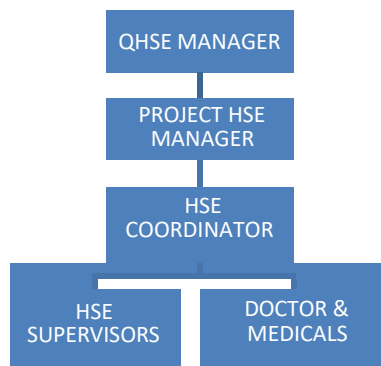 QHSE MANAGER
PROJECT HSE
MANAGER
HSE
COORDINATOR
HSE
SUPERVISORS
DOCTOR &
MEDICALS